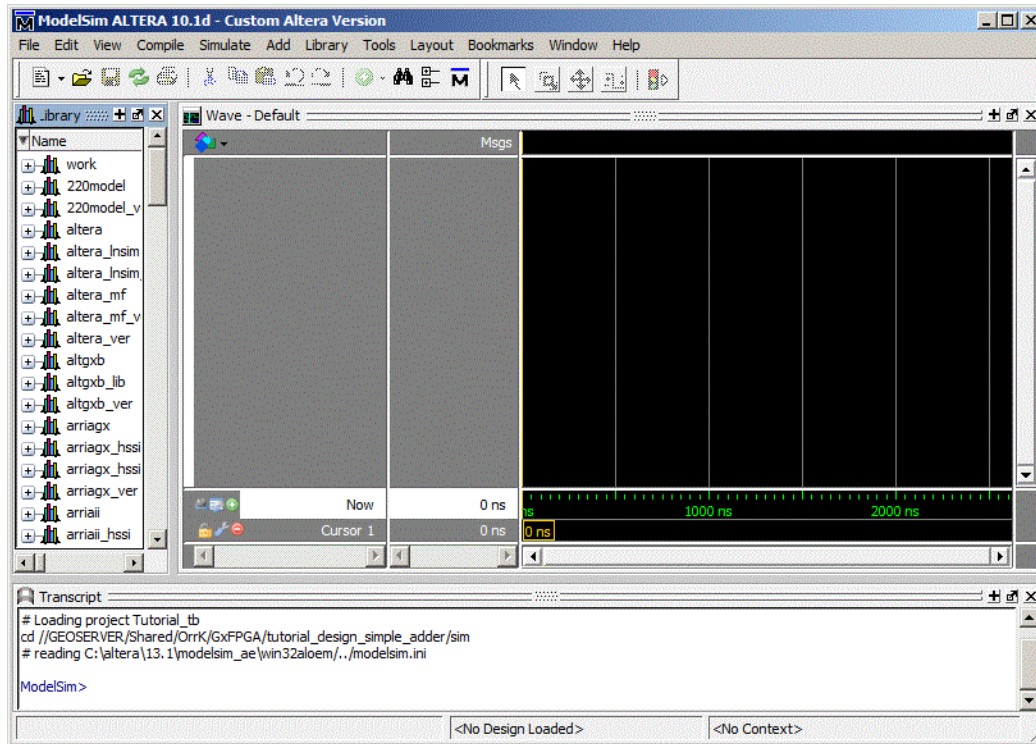 ModelSim ALTERA 10.1d - Custom Altera Version
File Edit View Compile Simulate Add Library Tools Layout Bookmarks Window Help
Wave - Default
Name
Msgs
work
220model
220model_v
altera
altera_lnsim
altera_lnsim
altera_mf
altera_mf_v
altera_ver
altgxb
altgxb_lib
altgxb_ver
arriagx
arriagx_hssi
arriagx_hssi
arriagx_ver
arriaii
arriaii_hssi
Now 0 ns
ns 1000 ns 2000 ns
Cursor 1 0 ns 0 ns
Transcript
# Loading project Tutorial_tb
cd //GEOSERVER/Shared/OrrK/GxFPGA/tutorial_design_simple_adder/sim
# reading C:\altera\13.1\modelsim_ae\win32aloem/../modelsim.ini
ModelSim>
<No Design Loaded> <No Context>